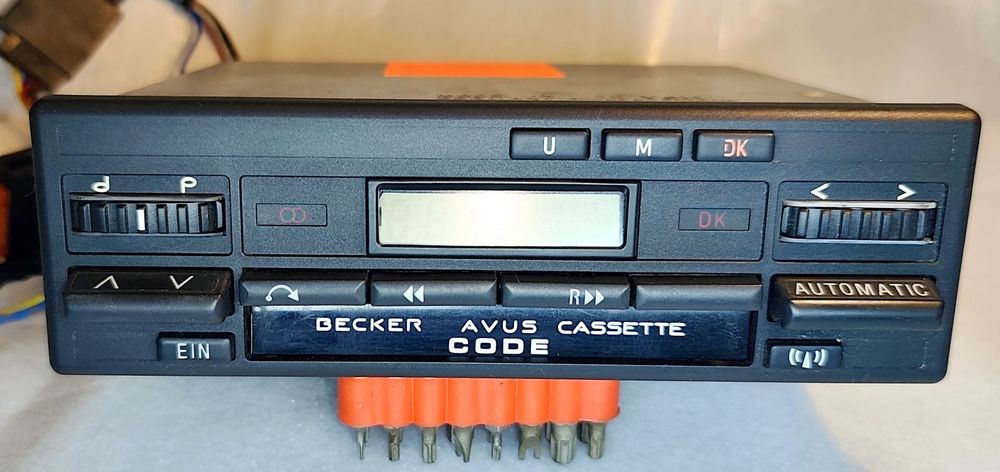 U M DK
DK
< >
EIN
R▶▶
AUTOMATIC
BECKER AVUS CASSETTE
CODE